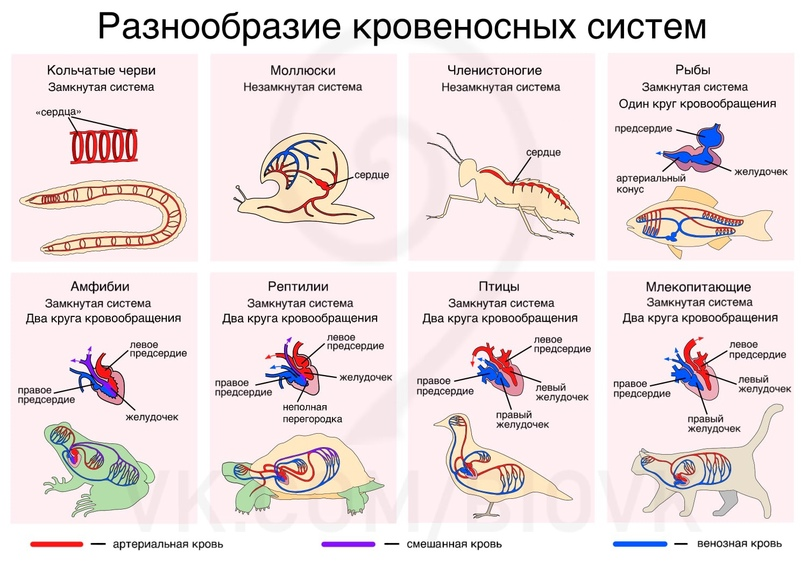 Разнообразие кровеносных систем
Кольчатые черви
Замкнутая система
«сердца»
Моллюски
Незамкнутая система
сердце
Членистоногие
Незамкнутая система
сердце
Рыбы
Замкнутая система
Один круг кровообращения
предсердие
желудочек
артериальный
конус
Амфибии
Замкнутая система
Два круга кровообращения
левое
предсердие
правое
предсердие
желудочек
Рептилии
Замкнутая система
Два круга кровообращения
левое
предсердие
желудочек
правое
предсердие
неполная
перегородка
Птицы
Замкнутая система
Два круга кровообращения
левое
предсердие
правое
предсердие
левый
желудочек
правый
желудочек
Млекопитающие
Замкнутая система
Два круга кровообращения
левое
предсердие
правое
предсердие
левый
желудочек
правый
желудочек
артериальная кровь
смешанная кровь
венозная кровь